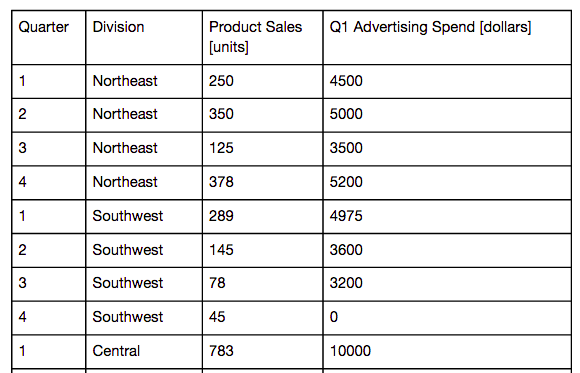 Quarter Division Product Sales [units] Q1 Advertising Spend [dollars]
1 Northeast 250 4500
2 Northeast 350 5000
3 Northeast 125 3500
4 Northeast 378 5200
1 Southwest 289 4975
2 Southwest 145 3600
3 Southwest 78 3200
4 Southwest 45 0
1 Central 783 10000